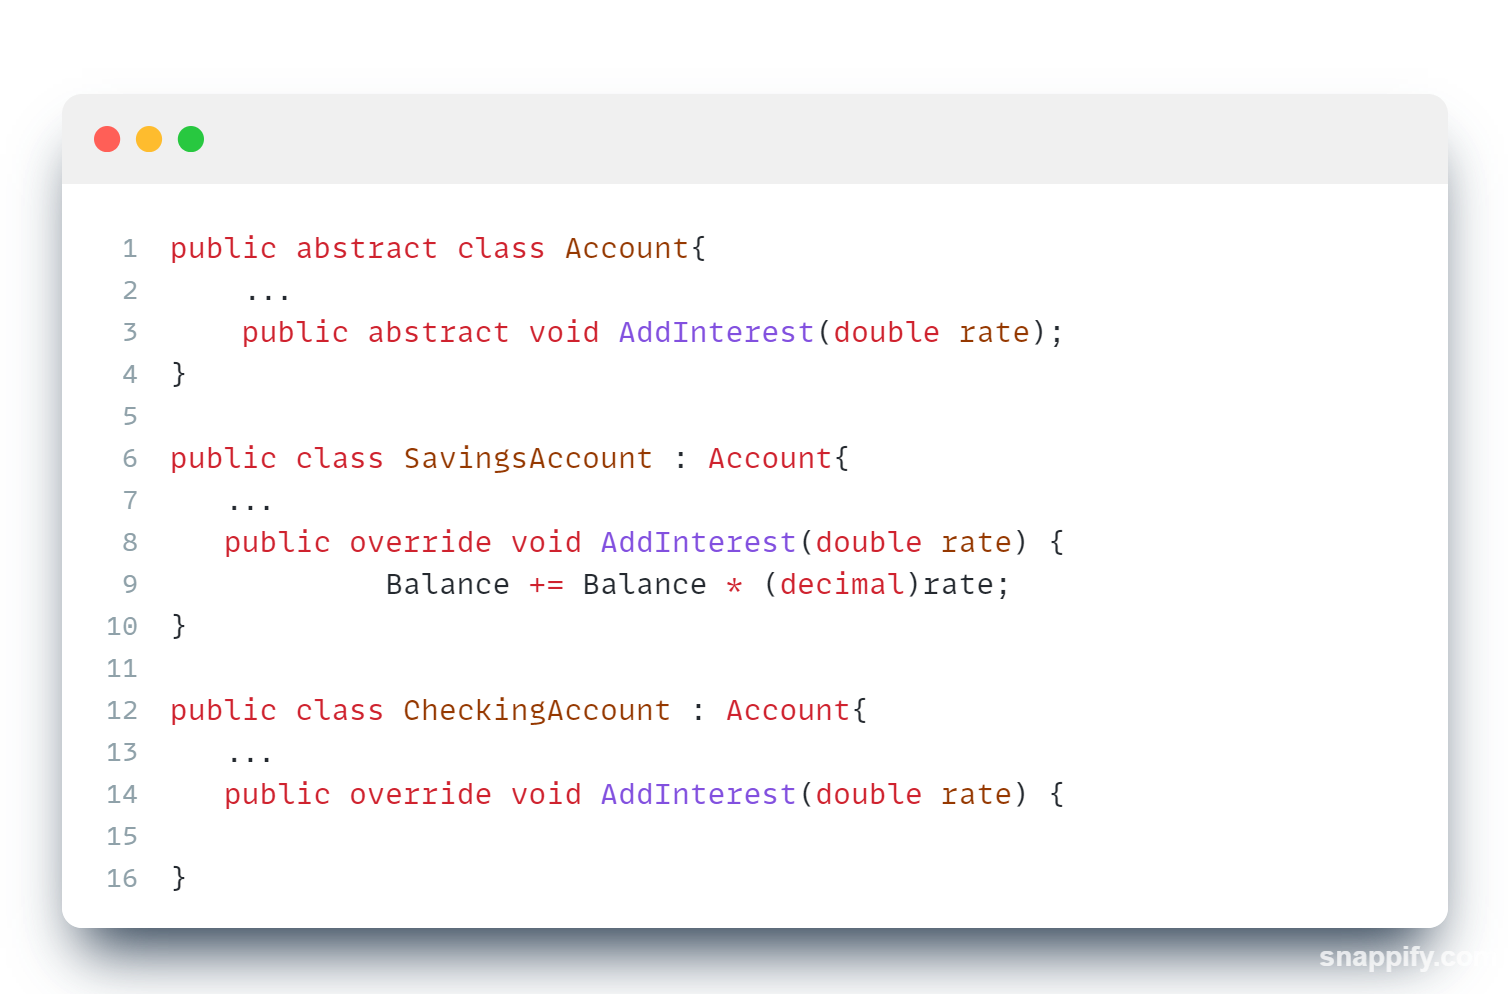 1 public abstract class Account{
2 ...
3 public abstract void AddInterest(double rate);
4 }
5
6 public class SavingsAccount : Account{
7 ...
8 public override void AddInterest(double rate) {
9 Balance += Balance * (decimal)rate;
10 }
11
12 public class CheckingAccount : Account{
13 ...
14 public override void AddInterest(double rate) {
15
16 }
snappify.co